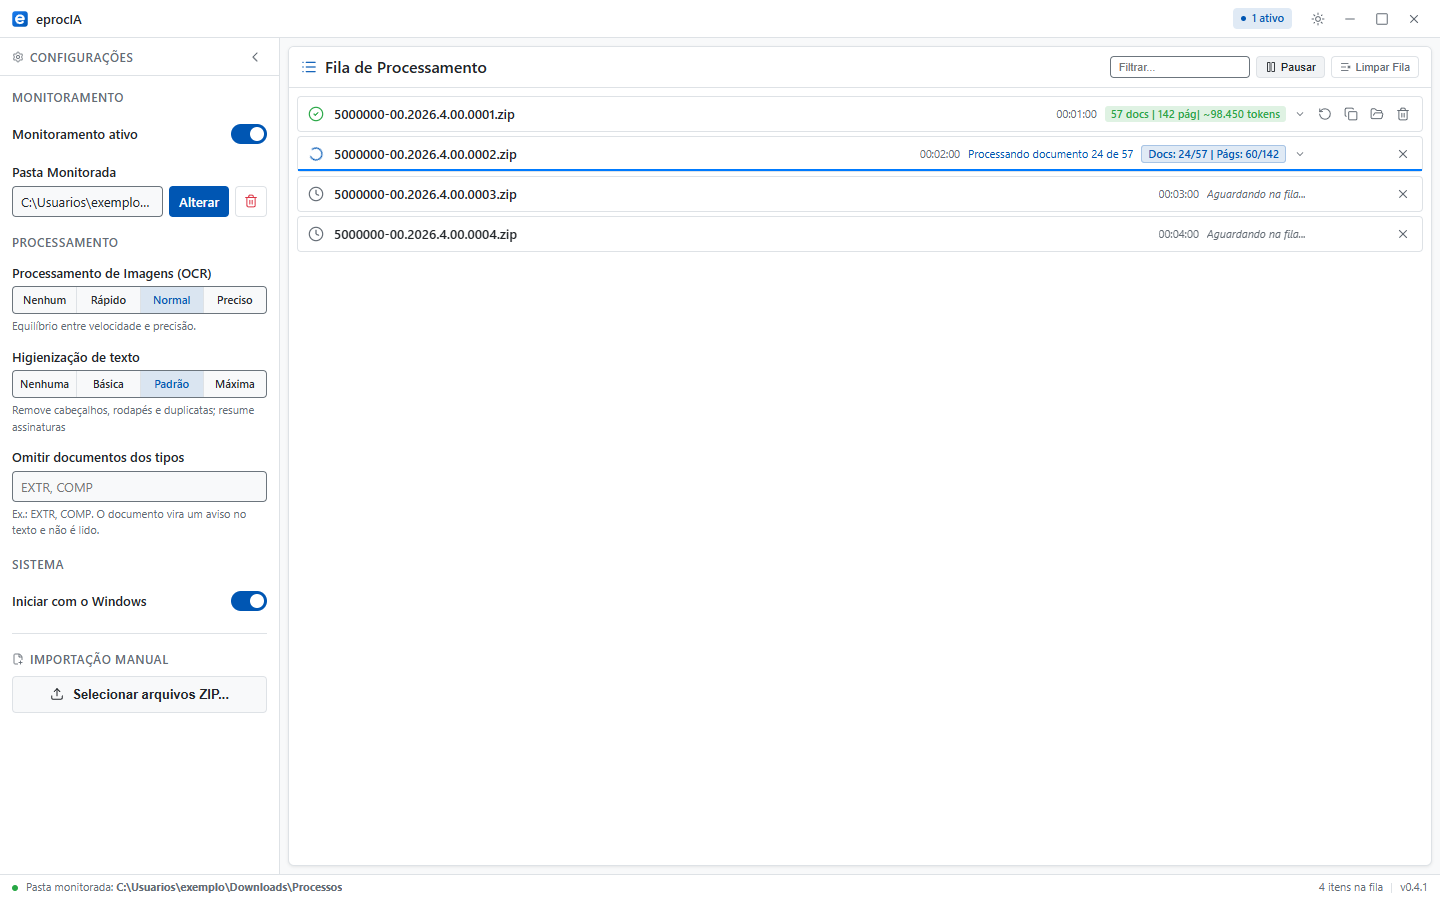 eprocIA
1 ativo
CONFIGURAÇÕES
MONITORAMENTO
Monitoramento ativo
Pasta Monitorada
C:\Usuarios\exemplo...
Alterar
PROCESSAMENTO
Processamento de Imagens (OCR)
Nenhum Rápido Normal Preciso
Equilíbrio entre velocidade e precisão.
Higienização de texto
Nenhuma Básica Padrão Máxima
Remove cabeçalhos, rodapés e duplicatas; resume
assinaturas
Omitir documentos dos tipos
EXTR, COMP
Ex.: EXTR, COMP. O documento vira um aviso no
texto e não é lido.
SISTEMA
Iniciar com o Windows
IMPORTAÇÃO MANUAL
Selecionar arquivos ZIP...
Fila de Processamento
Filtrar...
Pausar
Limpar Fila
5000000-00.2026.4.00.0001.zip 00:01:00 57 docs | 142 pág| ~98.450 tokens
5000000-00.2026.4.00.0002.zip 00:02:00 Processando documento 24 de 57 Docs: 24/57 | Págs: 60/142
5000000-00.2026.4.00.0003.zip 00:03:00 Aguardando na fila...
5000000-00.2026.4.00.0004.zip 00:04:00 Aguardando na fila...
Pasta monitorada: C:\Usuarios\exemplo\Downloads\Processos
4 itens na fila
v0.4.1